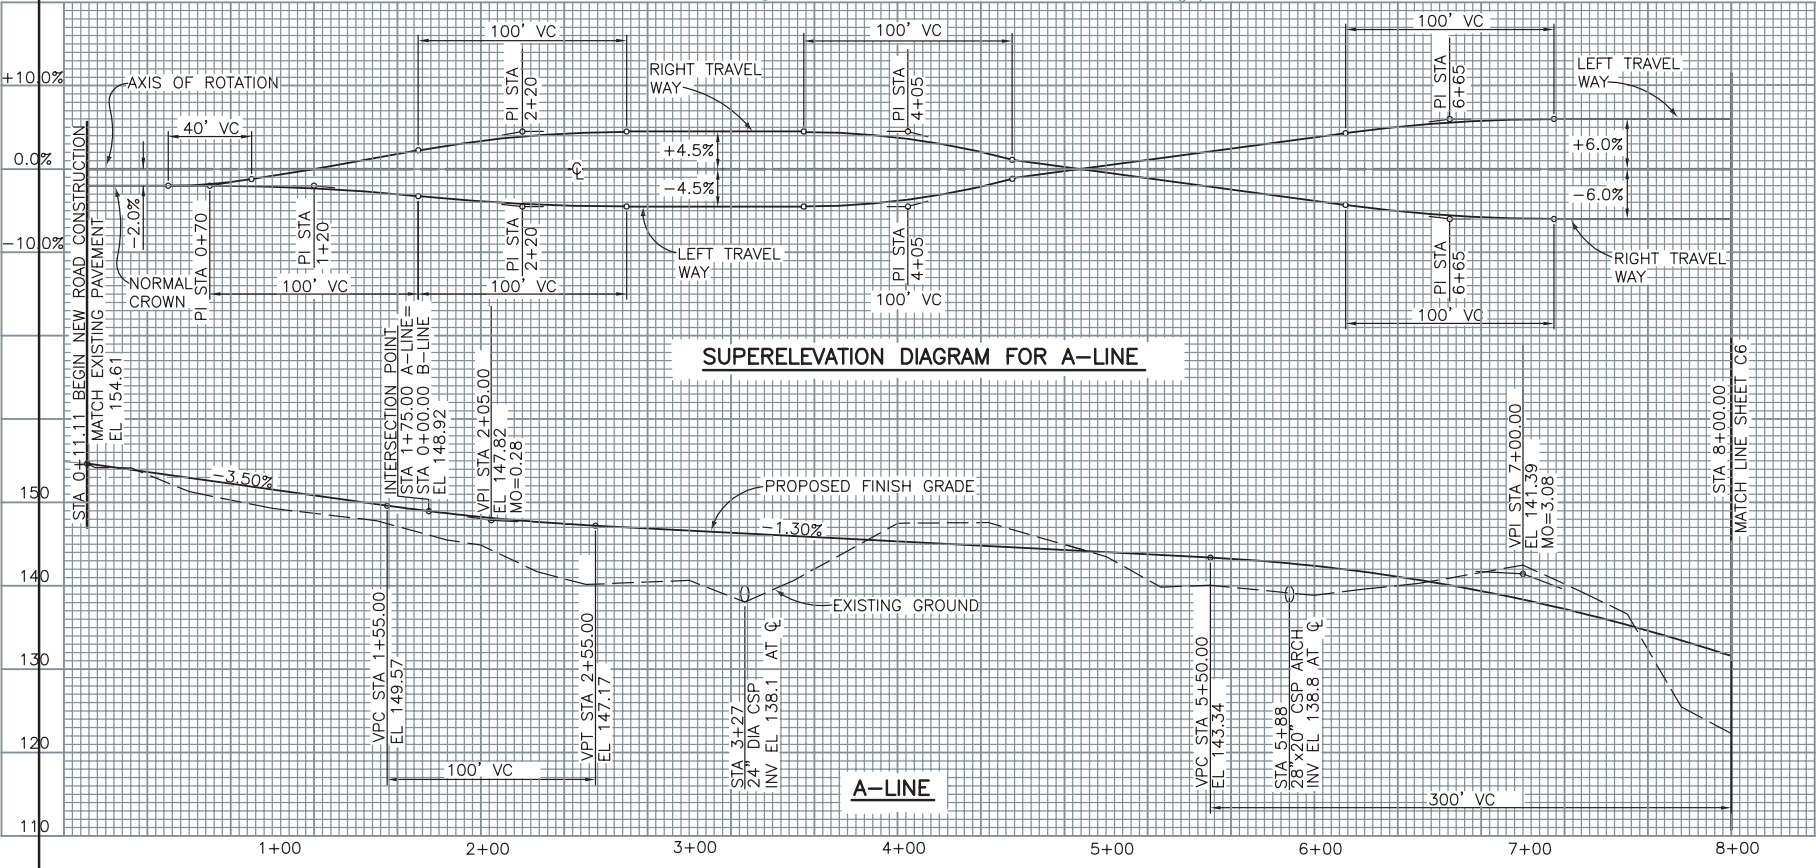 100' VC
100' VC
100' VC
+10.0%
AXIS OF ROTATION
PI STA
2+20
RIGHT TRAVEL
WAY
PI STA
4+05
PI STA
6+65
LEFT TRAVEL
WAY
40' VC
0.0%
+4.5%
-4.5%
+6.0%
-6.0%
-2.0%
-10.0%
NORMAL
CROWN
PI STA 0+70
PI STA
1+20
PI STA
2+20
LEFT TRAVEL
WAY
PI STA
4+05
PI STA
6+65
RIGHT TRAVEL
WAY
100' VC
100' VC
100' VC
100' VC
STA 0+11.11 BEGIN NEW ROAD CONSTRUCTION
MATCH EXISTING PAVEMENT
EL 154.61
SUPERELEVATION DIAGRAM FOR A-LINE
INTERSECTION POINT
STA 1+75.00 A-LINE=
STA 0+00.00 B-LINE
EL 148.92
VPI STA 2+05.00
EL 147.82
MO=0.28
VPI STA 7+00.00
EL 141.39
MO=3.08
STA 8+00.00
MATCH LINE SHEET C6
-3.50%
PROPOSED FINISH GRADE
-1.30%
150
140
130
120
110
EXISTING GROUND
VPC STA 1+55.00
EL 149.57
VPT STA 2+55.00
EL 147.17
STA 3+27
24" DIA CSP
INV EL 138.1 AT ℄
VPC STA 5+50.00
EL 143.34
STA 5+88
28"x20" CSP ARCH
INV EL 138.8 AT ℄
100' VC
A-LINE
300' VC
1+00 2+00 3+00 4+00 5+00 6+00 7+00 8+00